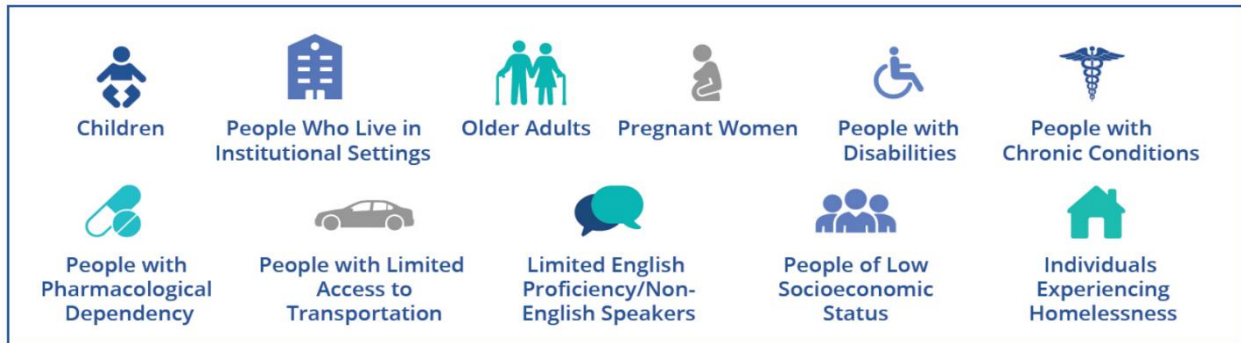 Children
People Who Live in
Institutional Settings
Older Adults
Pregnant Women
People with
Disabilities
People with
Chronic Conditions
People with
Pharmacological
Dependency
People with Limited
Access to
Transportation
Limited English
Proficiency/Non-
English Speakers
People of Low
Socioeconomic
Status
Individuals
Experiencing
Homelessness